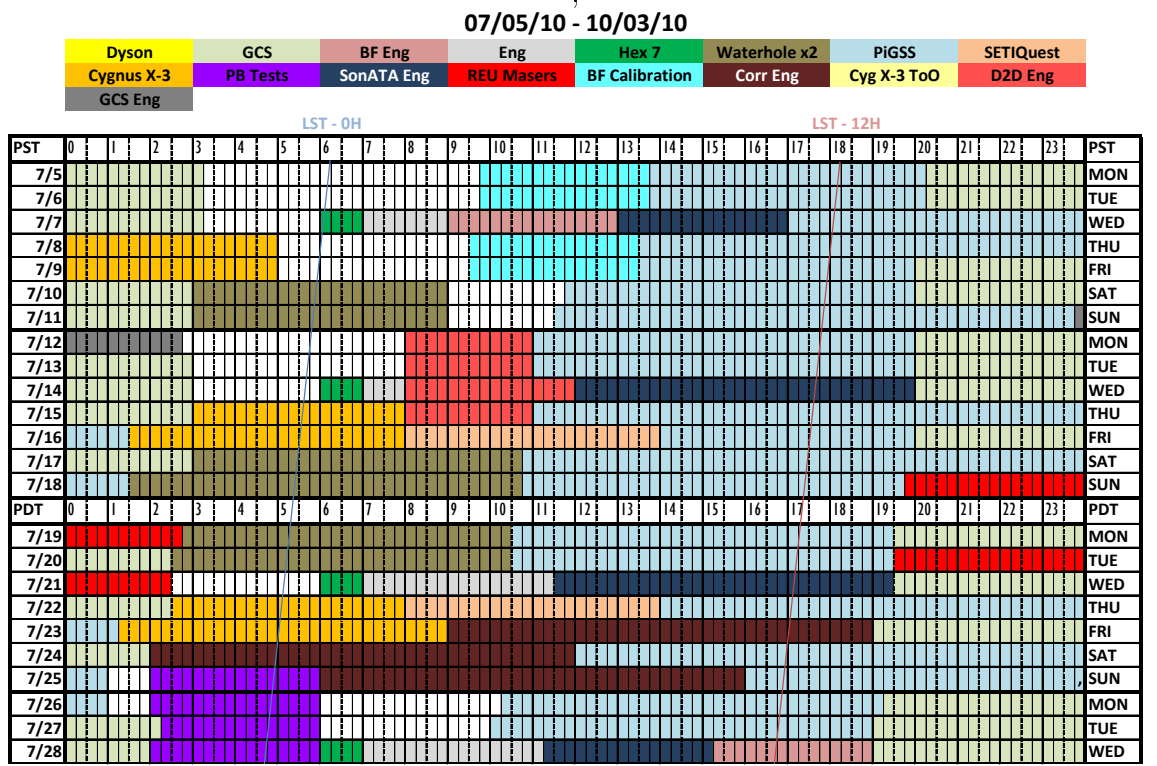 ,
07/05/10 - 10/03/10
Dyson GCS BF Eng Eng Hex 7 Waterhole x2 PiGSS SETIQuest
Cygnus X-3 PB Tests SonATA Eng REU Masers BF Calibration Corr Eng Cyg X-3 ToO D2D Eng
GCS Eng
LST - 0H LST - 12H
PST 0 1 2 3 4 5 6 7 8 9 10 11 12 13 14 15 16 17 18 19 20 21 22 23 PST
7/5 MON
7/6 TUE
7/7 WED
7/8 THU
7/9 FRI
7/10 SAT
7/11 SUN
7/12 MON
7/13 TUE
7/14 WED
7/15 THU
7/16 FRI
7/17 SAT
7/18 SUN
PDT 0 1 2 3 4 5 6 7 8 9 10 11 12 13 14 15 16 17 18 19 20 21 22 23 PDT
7/19 MON
7/20 TUE
7/21 WED
7/22 THU
7/23 FRI
7/24 SAT
7/25 , SUN
7/26 MON
7/27 TUE
7/28 WED